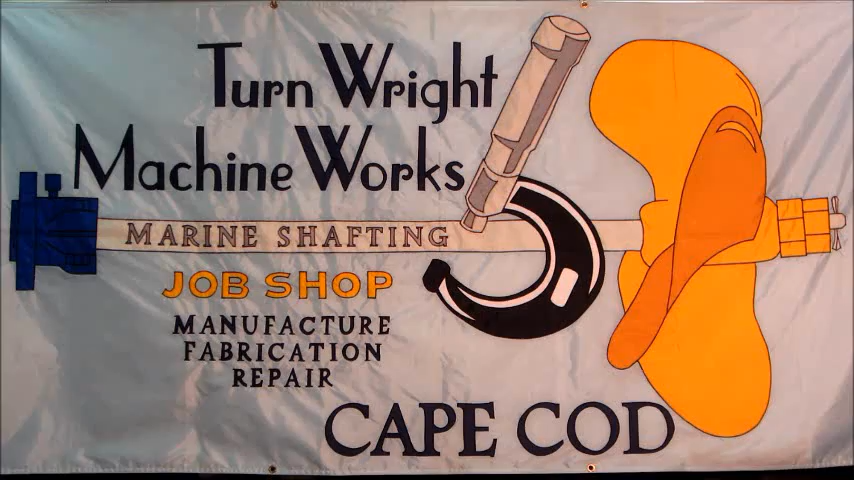 Turn Wright
Machine Works
MARINE SHAFTING
JOB SHOP
MANUFACTURE
FABRICATION
REPAIR
CAPE COD